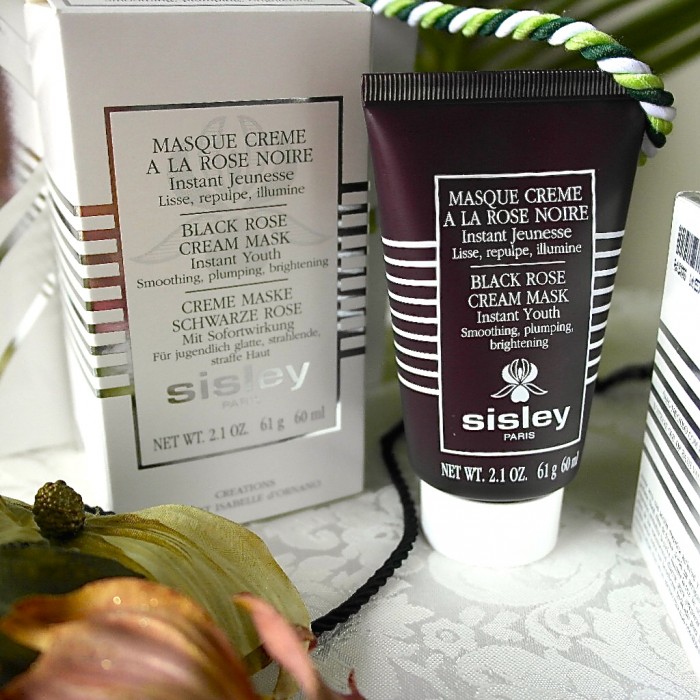 MASQUE CREME
A LA ROSE NOIRE
Instant Jeunesse
Lisse, repulpe, illumine
BLACK ROSE
CREAM MASK
Instant Youth
Smoothing, plumping, brightening
CREME MASKE
SCHWARZE ROSE
Mit Sofortwirkung
Für jugendlich glatte, strahlende,
straffe Haut
sisley
PARIS
NET WT. 2.1 OZ. 61 g 60 ml
CREATIONS
ISABELLE d'ORNANO
MASQUE CREME
A LA ROSE NOIRE
Instant Jeunesse
Lisse, repulpe, illumine
BLACK ROSE
CREAM MASK
Instant Youth
Smoothing, plumping,
brightening
sisley
PARIS
NET WT. 2.1 OZ. 61 g 60 ml